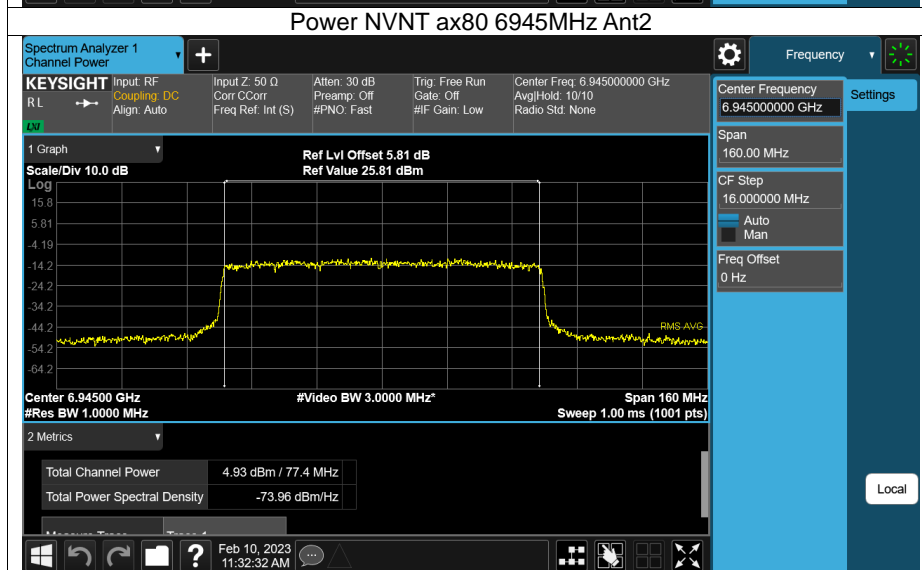 Power NVNT ax80 6945MHz Ant2
Spectrum Analyzer 1
Channel Power
Frequency
KEYSIGHT
RL
LXI
Input: RF
Coupling: DC
Align: Auto
Input Z: 50 Ω
Corr CCorr
Freq Ref: Int (S)
Atten: 30 dB
Preamp: Off
#PNO: Fast
Trig: Free Run
Gate: Off
#IF Gain: Low
Center Freq: 6.945000000 GHz
Avg|Hold: 10/10
Radio Std: None
Center Frequency
6.945000000 GHz
Settings
Span
160.00 MHz
CF Step
16.000000 MHz
Auto
Man
Freq Offset
0 Hz
1 Graph
Scale/Div 10.0 dB
Ref Lvl Offset 5.81 dB
Ref Value 25.81 dBm
Log
15.8
5.81
-4.19
-14.2
-24.2
-34.2
-44.2
-54.2
-64.2
RMS AVG
Center 6.94500 GHz
#Video BW 3.0000 MHz*
Span 160 MHz
#Res BW 1.0000 MHz
Sweep 1.00 ms (1001 pts)
2 Metrics
Total Channel Power 4.93 dBm / 77.4 MHz
Total Power Spectral Density -73.96 dBm/Hz
Local
?
Feb 10, 2023
11:32:32 AM